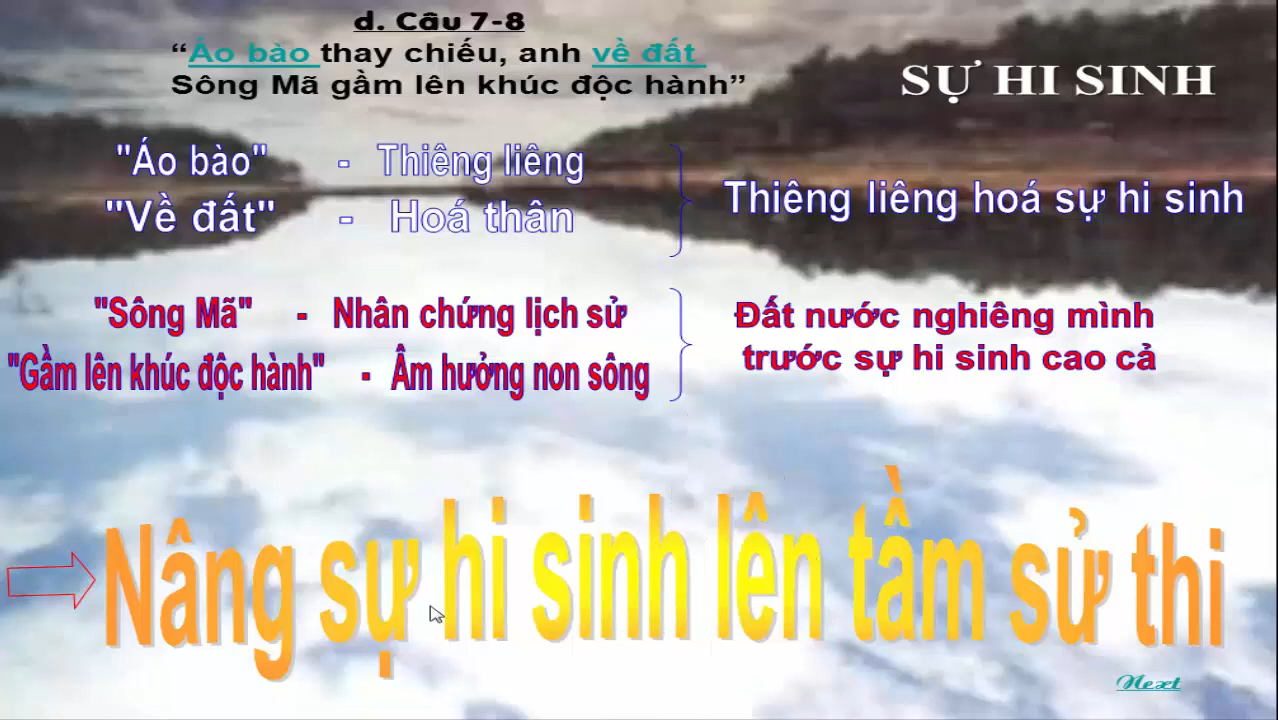 d. Câu 7-8
“Áo bào thay chiếu, anh về đất
Sông Mã gầm lên khúc độc hành”
SỰ HI SINH
"Áo bào" - Thiêng liêng
"Về đất" - Hoá thân
Thiêng liêng hoá sự hi sinh
"Sông Mã" - Nhân chứng lịch sử
"Gầm lên khúc độc hành" - Âm hưởng non sông
Đất nước nghiêng mình
trước sự hi sinh cao cả
Nâng sự hi sinh lên tầm sử thi
Next